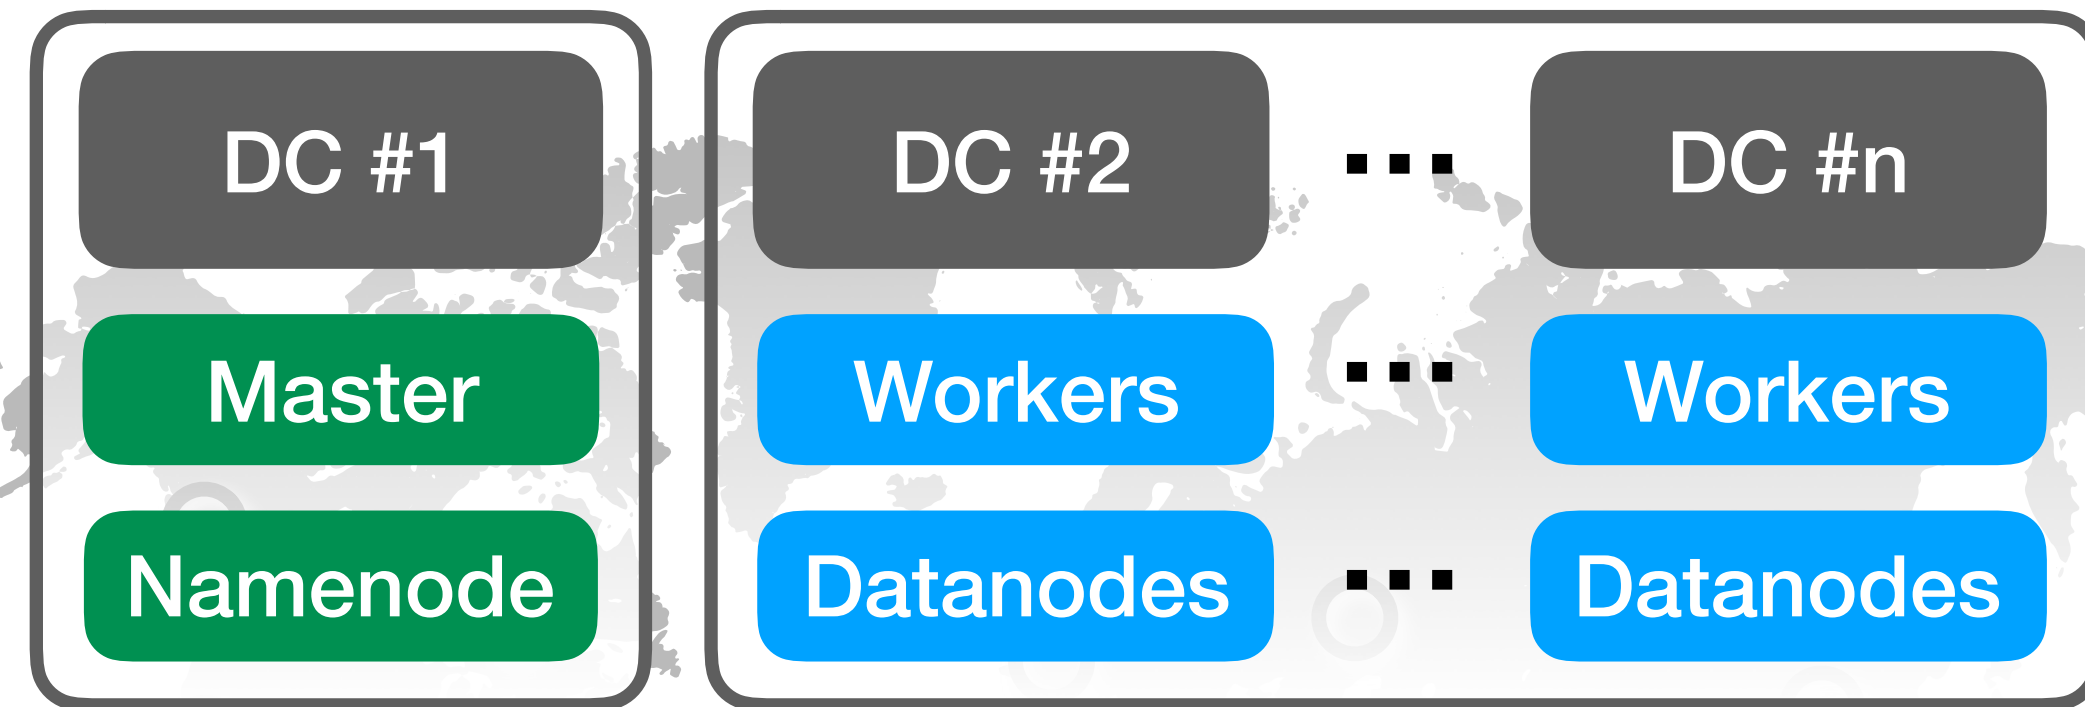 DC #1
DC #2
...
DC #n
Master
Workers
...
Workers
Namenode
Datanodes
...
Datanodes